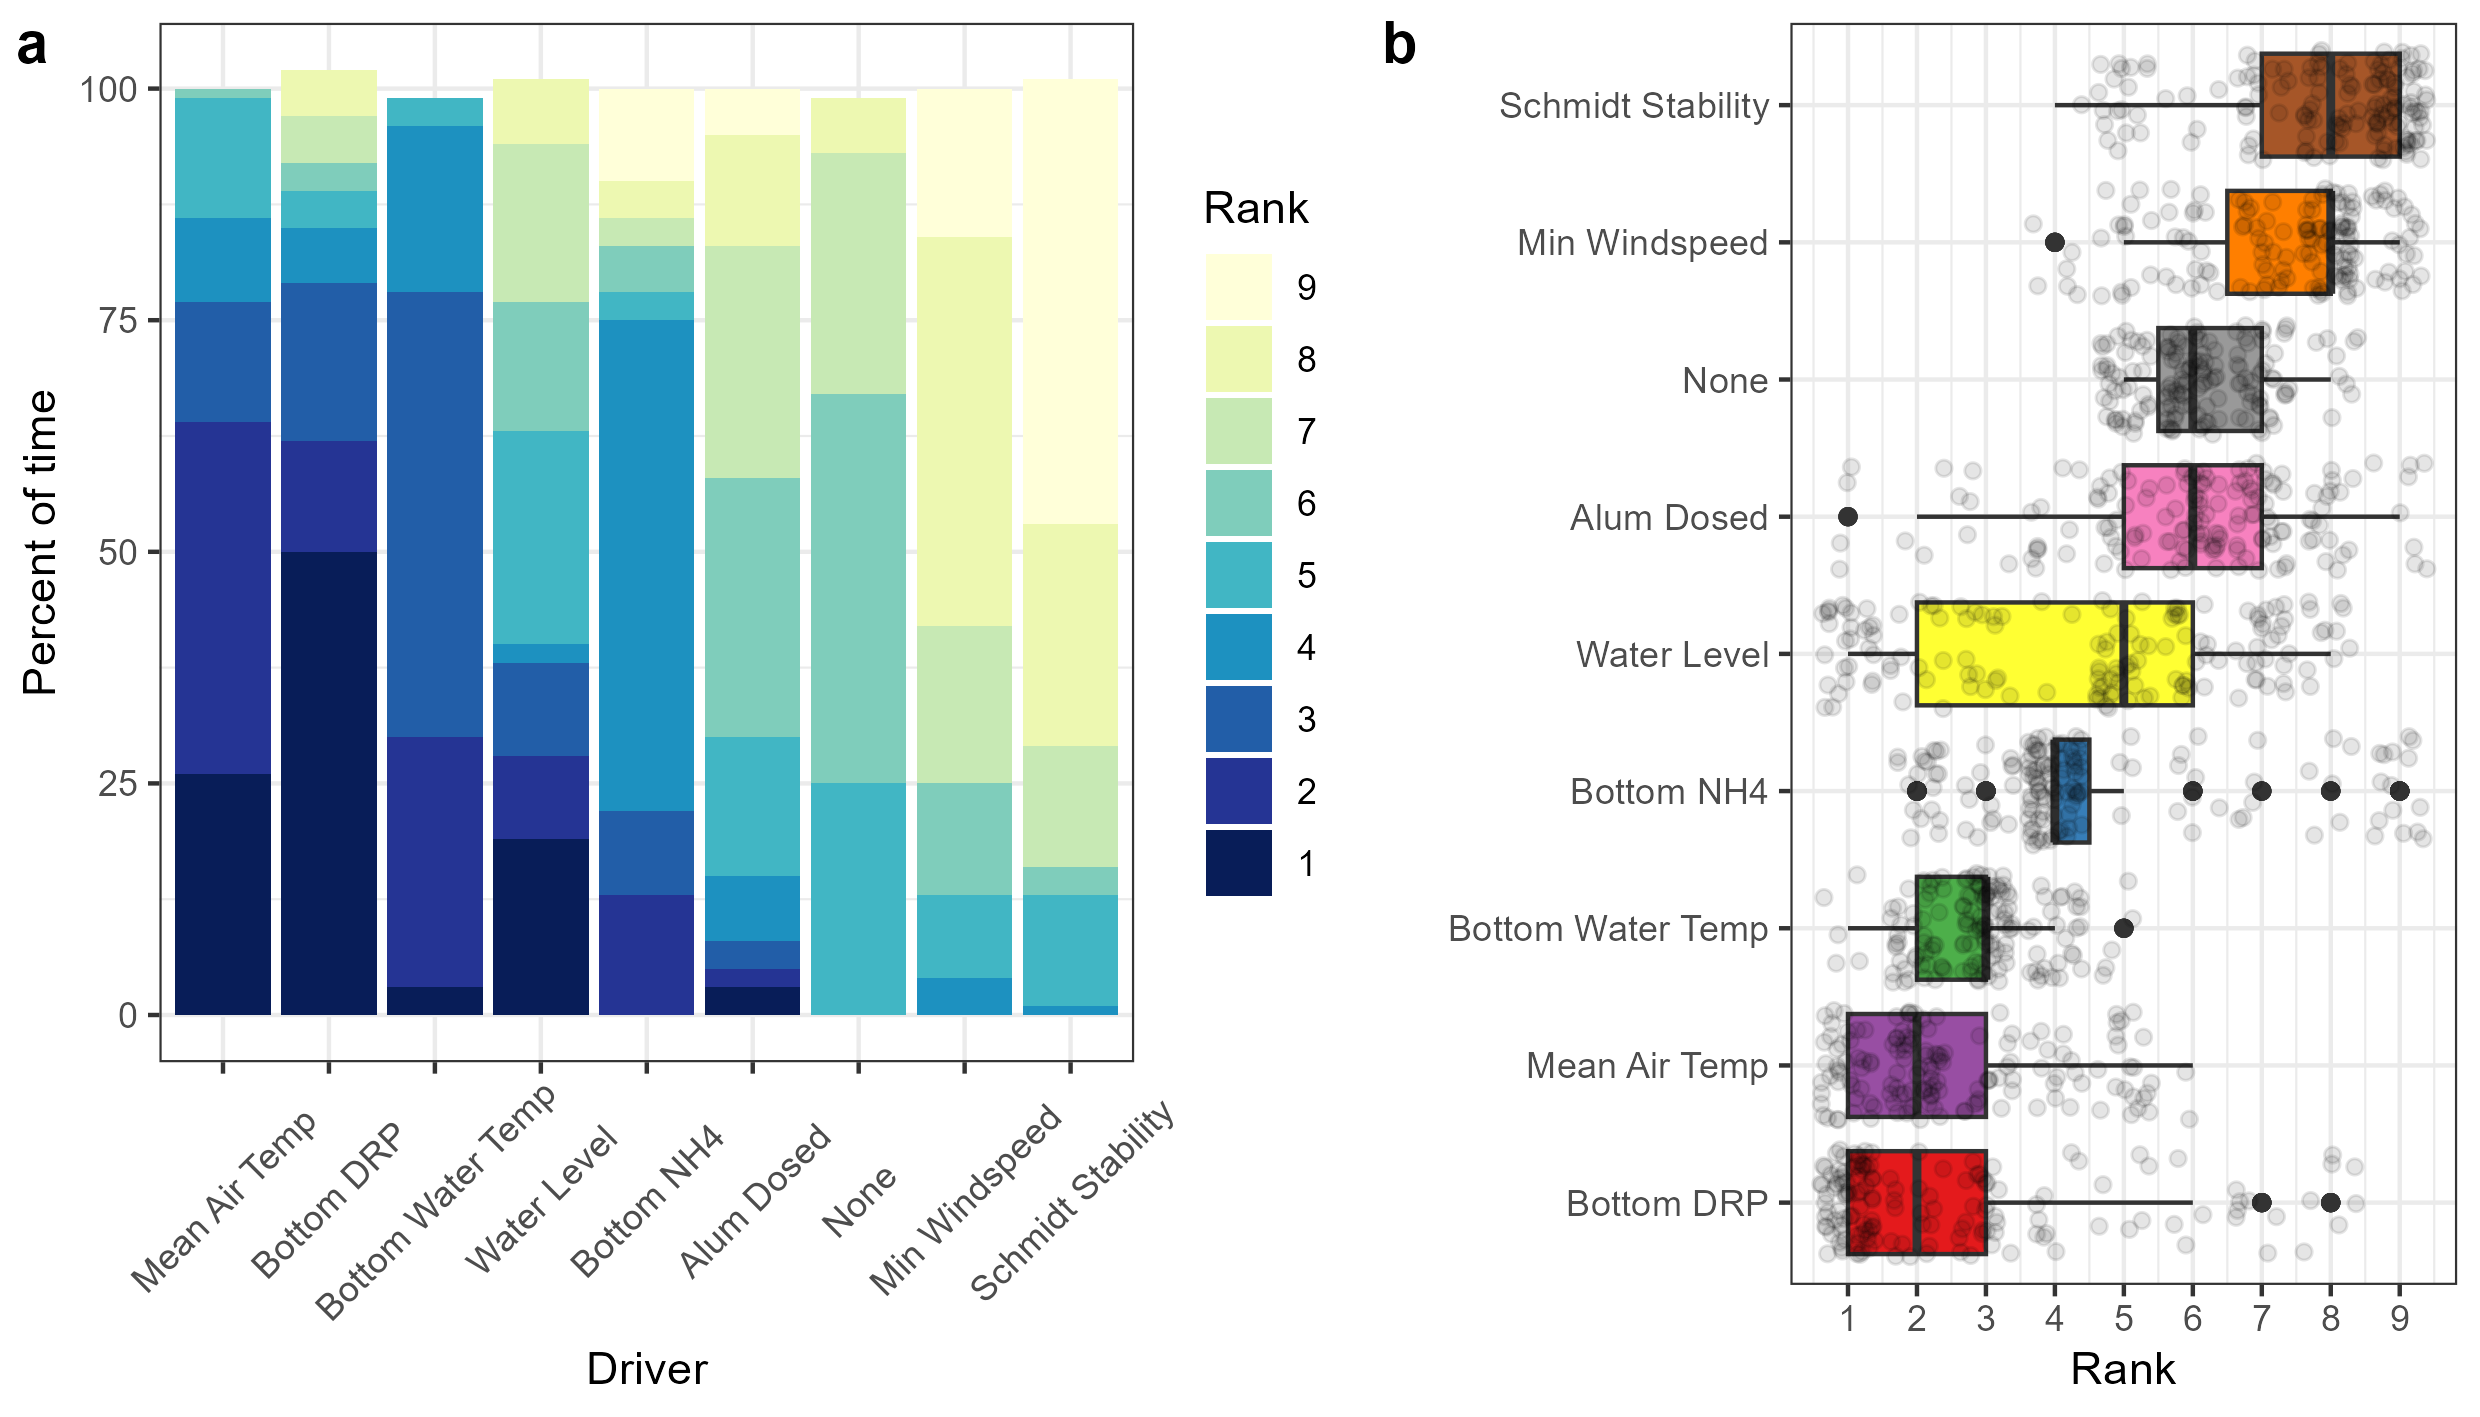 a
Percent of time
100
75
50
25
0
Mean Air Temp
Bottom DRP
Bottom Water Temp
Water Level
Bottom NH4
Alum Dosed
None
Min Windspeed
Schmidt Stability
Driver
Rank
9
8
7
6
5
4
3
2
1
b
Schmidt Stability
Min Windspeed
None
Alum Dosed
Water Level
Bottom NH4
Bottom Water Temp
Mean Air Temp
Bottom DRP
1 2 3 4 5 6 7 8 9
Rank